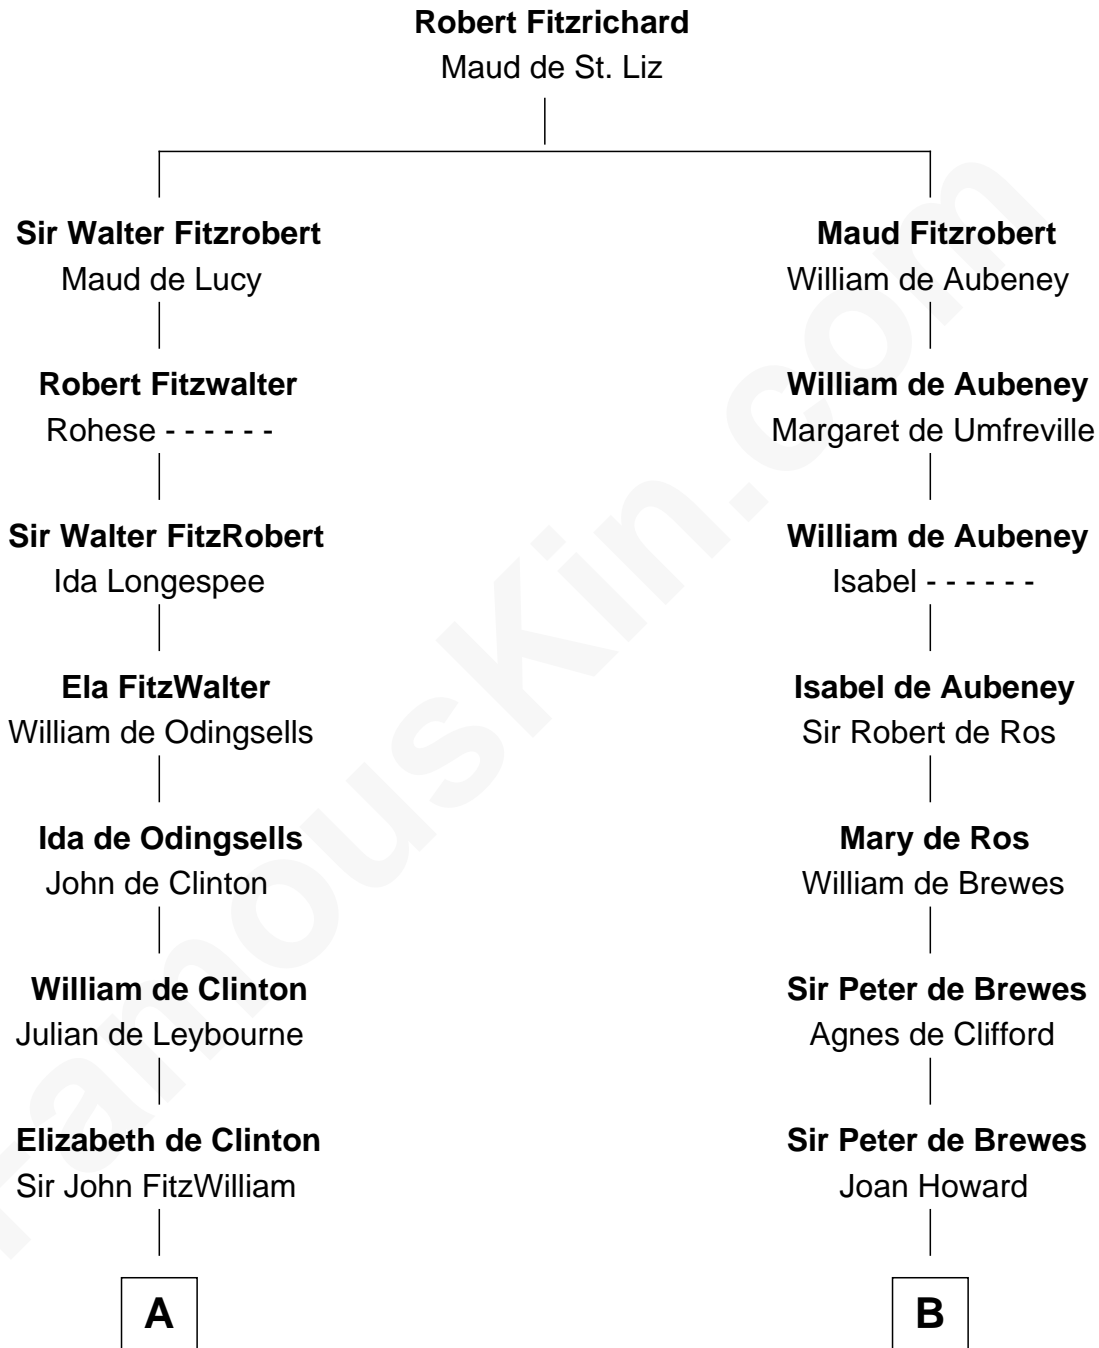 Robert Fitzrichard
Maud de St. Liz
Sir Walter Fitzrobert
Maud de Lucy
Maud Fitzrobert
William de Aubeney
Robert Fitzwalter
Rohese - - - - - -
William de Aubeney
Margaret de Umfreville
Sir Walter FitzRobert
Ida Longespee
William de Aubeney
Isabel - - - - - -
Ela FitzWalter
William de Odingsells
Isabel de Aubeney
Sir Robert de Ros
Ida de Odingsells
John de Clinton
Mary de Ros
William de Brewes
William de Clinton
Julian de Leybourne
Sir Peter de Brewes
Agnes de Clifford
Elizabeth de Clinton
Sir John FitzWilliam
Sir Peter de Brewes
Joan Howard
A
B
FamousKin.com